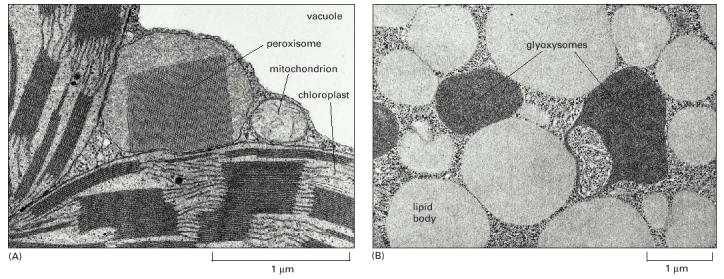 vacuole
peroxisome
mitochondrion
chloroplast
(A)
1 µm
glyoxysomes
lipid
body
(B)
1 µm